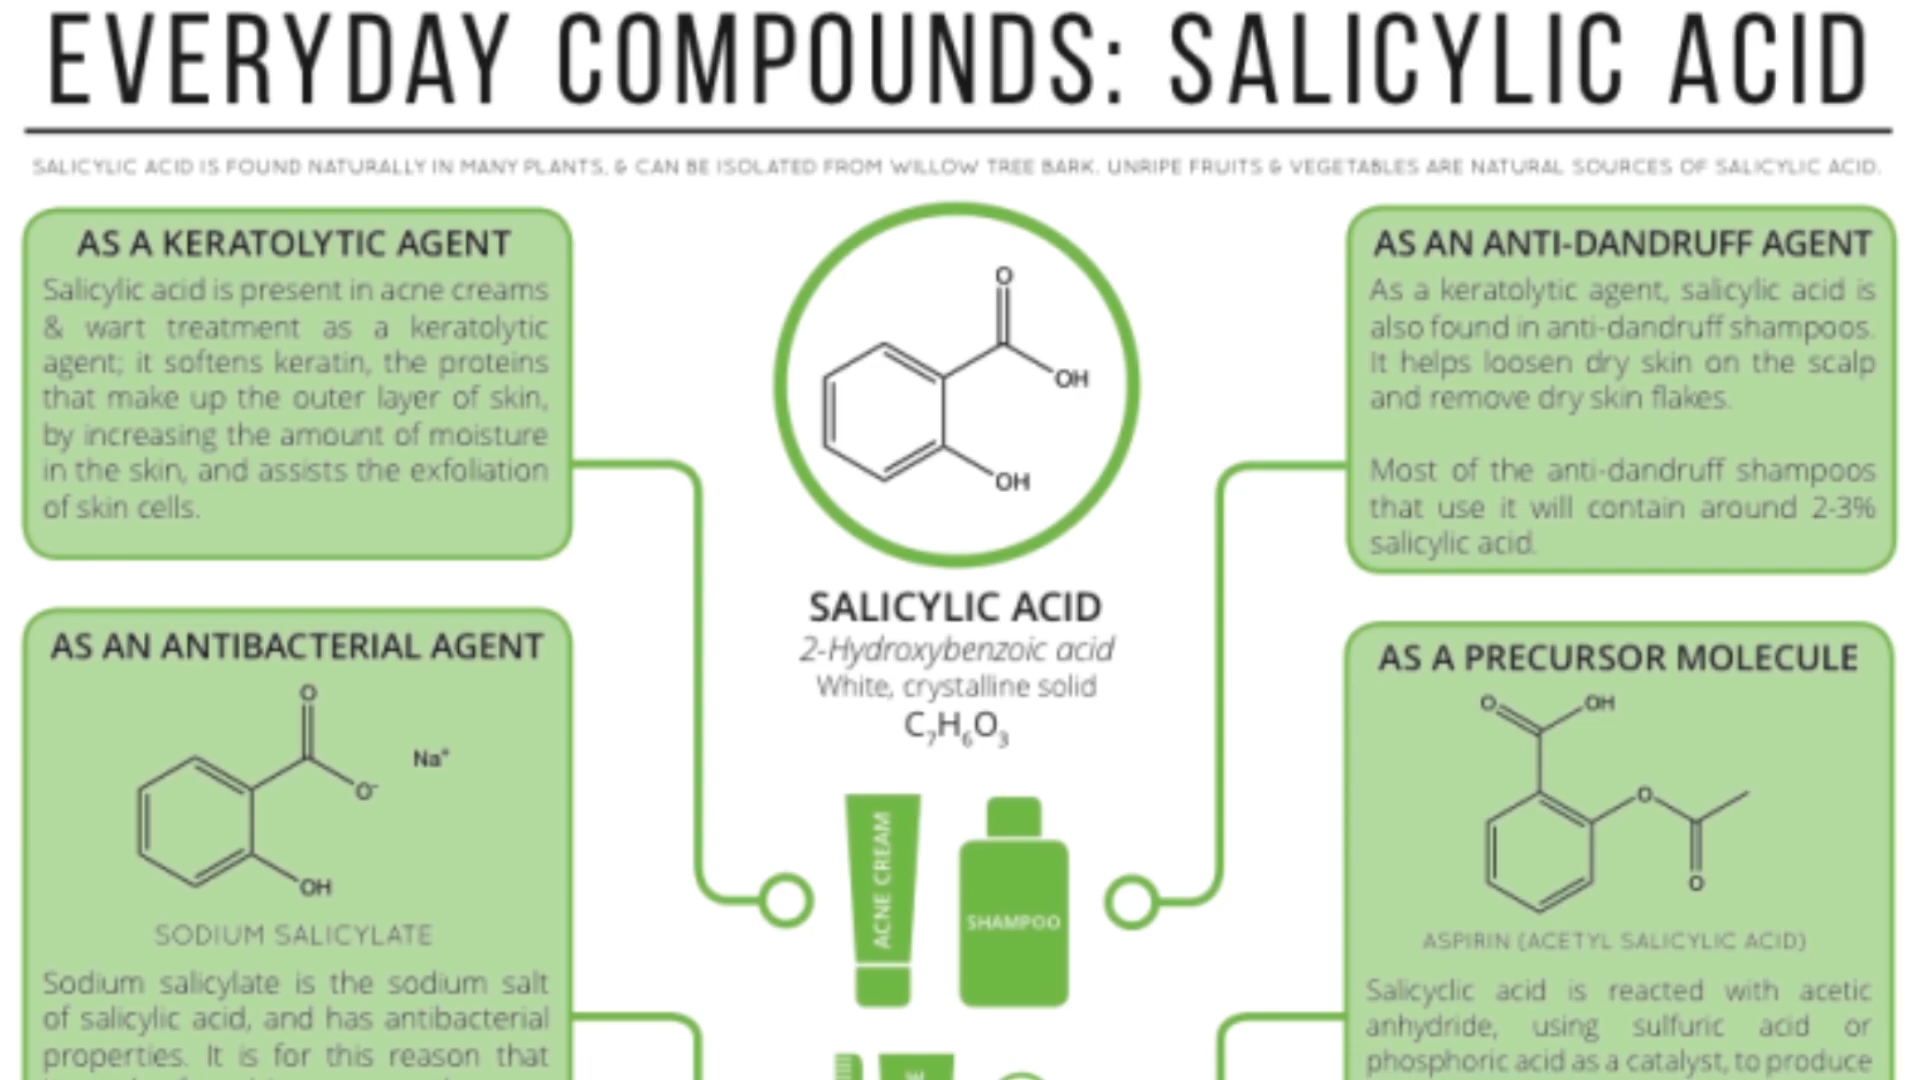 EVERYDAY COMPOUNDS: SALICYLIC ACID
SALICYLIC ACID IS FOUND NATURALLY IN MANY PLANTS, & CAN BE ISOLATED FROM WILLOW TREE BARK. UNRIPE FRUITS & VEGETABLES ARE NATURAL SOURCES OF SALICYLIC ACID.
AS A KERATOLYTIC AGENT
Salicylic acid is present in acne creams
& wart treatment as a keratolytic
agent; it softens keratin, the proteins
that make up the outer layer of skin,
by increasing the amount of moisture
in the skin, and assists the exfoliation
of skin cells.
AS AN ANTIBACTERIAL AGENT
O
O⁻
Na⁺
OH
SODIUM SALICYLATE
Sodium salicylate is the sodium salt
of salicylic acid, and has antibacterial
properties. It is for this reason that
O
OH
OH
SALICYLIC ACID
2-Hydroxybenzoic acid
White, crystalline solid
C₇H₆O₃
ACNE CREAM
SHAMPOO
AS AN ANTI-DANDRUFF AGENT
As a keratolytic agent, salicylic acid is
also found in anti-dandruff shampoos.
It helps loosen dry skin on the scalp
and remove dry skin flakes.
Most of the anti-dandruff shampoos
that use it will contain around 2-3%
salicylic acid.
AS A PRECURSOR MOLECULE
O
OH
O
O
ASPIRIN (ACETYL SALICYLIC ACID)
Salicyclic acid is reacted with acetic
anhydride, using sulfuric acid or
phosphoric acid as a catalyst, to produce